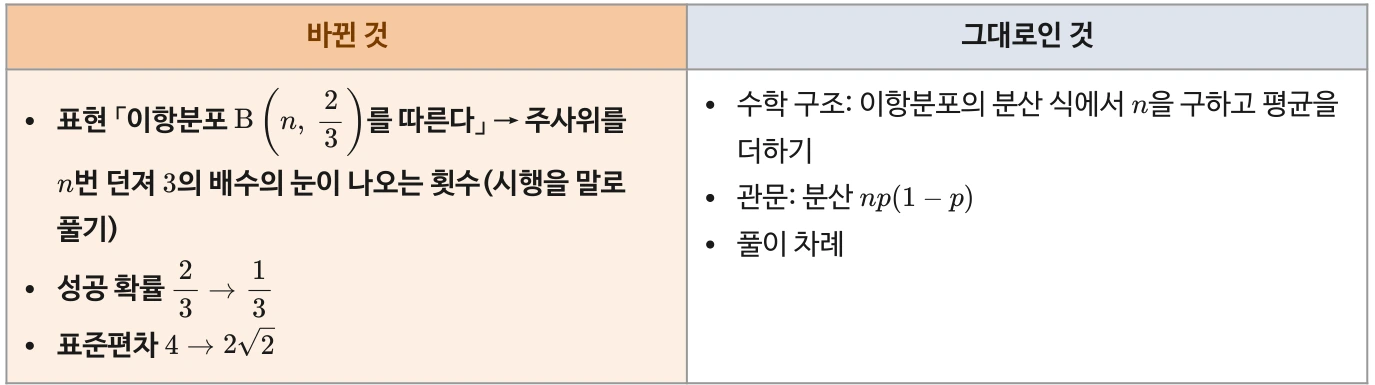 바뀐 것
그대로인 것
• 표현 「이항분포 B(n, 2/3)를 따른다」 → 주사위를
n번 던져 3의 배수의 눈이 나오는 횟수(시행을 말로
풀기)
• 성공 확률 2/3 → 1/3
• 표준편차 4 → 2√2
• 수학 구조: 이항분포의 분산 식에서 n을 구하고 평균을
더하기
• 관문: 분산 np(1 − p)
• 풀이 차례